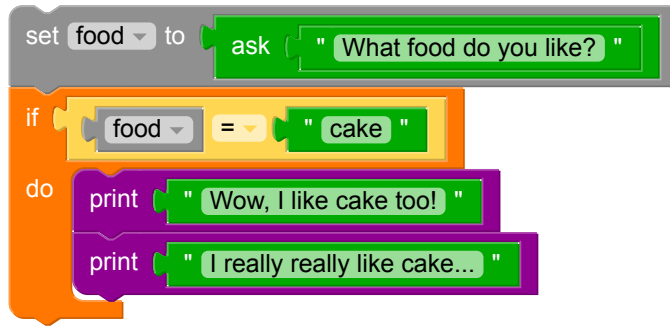 set food to ask " What food do you like? "
if food = " cake "
do print " Wow, I like cake too! "
print " I really really like cake... "